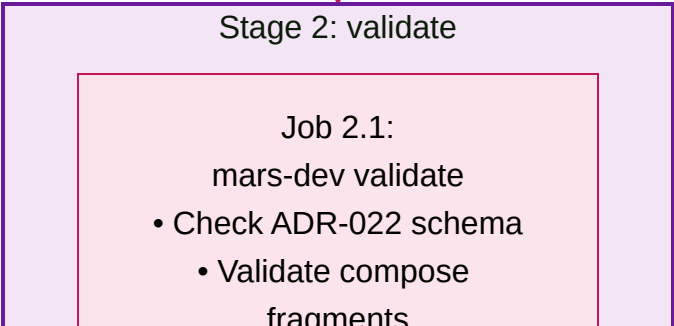 Stage 2: validate
Job 2.1:
mars-dev validate
• Check ADR-022 schema
• Validate compose
fragments